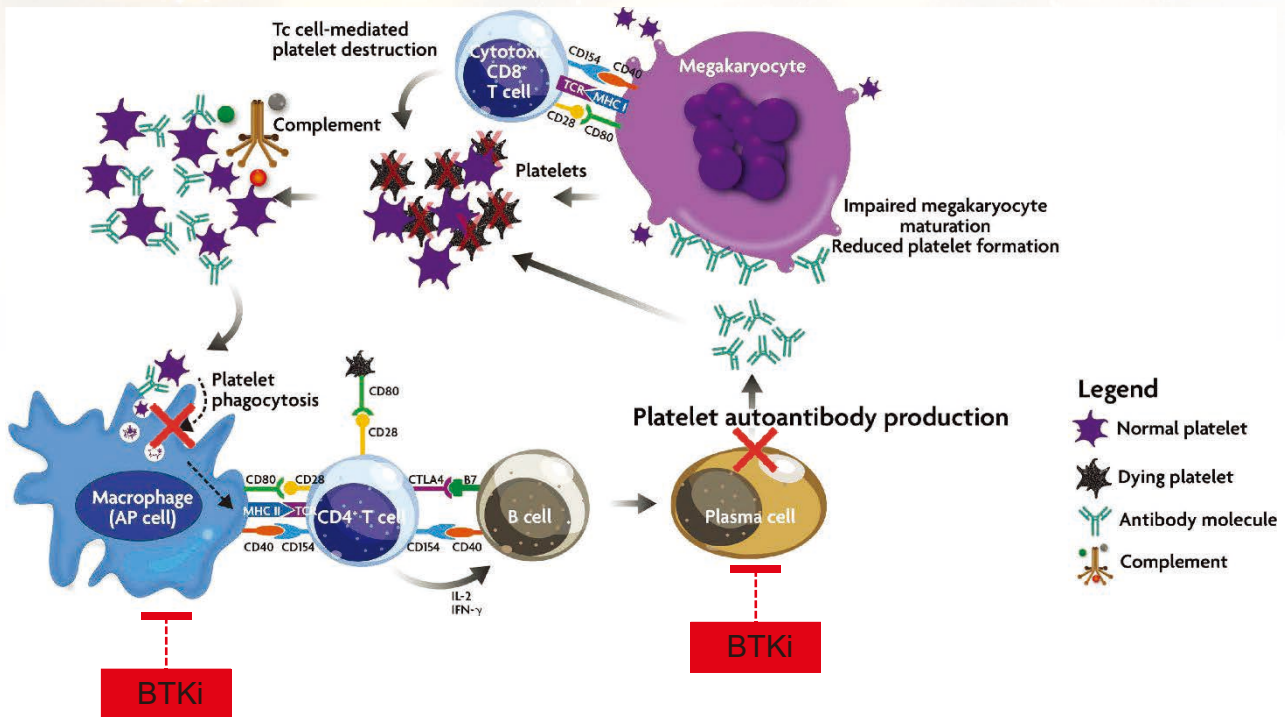 Tc cell-mediated
platelet destruction
Cytotoxic
CD8⁺
T cell
CD154
CD40
TCR
MHC I
CD28
CD80
Megakaryocyte
Complement
Platelets
Impaired megakaryocyte
maturation
Reduced platelet formation
Platelet
phagocytosis
CD80
CD28
Platelet autoantibody production
Macrophage
(AP cell)
CD80
CD28
MHC II
TCR
CD40
CD154
CD4⁺ T cell
CTLA4
B7
CD154
CD40
B cell
IL-2
IFN-γ
Plasma cell
BTKi
BTKi
Legend
Normal platelet
Dying platelet
Antibody molecule
Complement